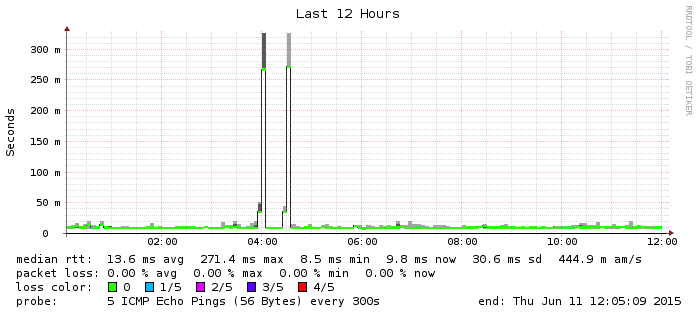 Last 12 Hours
RRDTOOL / TOBI OETIKER
Seconds
300 m
250 m
200 m
150 m
100 m
50 m
0
02:00 04:00 06:00 08:00 10:00 12:00
median rtt: 13.6 ms avg 271.4 ms max 8.5 ms min 9.8 ms now 30.6 ms sd 444.9 m am/s
packet loss: 0.00 % avg 0.00 % max 0.00 % min 0.00 % now
loss color: 0 1/5 2/5 3/5 4/5
probe: 5 ICMP Echo Pings (56 Bytes) every 300s end: Thu Jun 11 12:05:09 2015